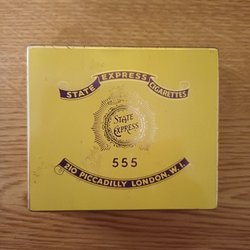 STATE EXPRESS CIGARETTES
STATE
EXPRESS
555
210 PICCADILLY LONDON W.1.